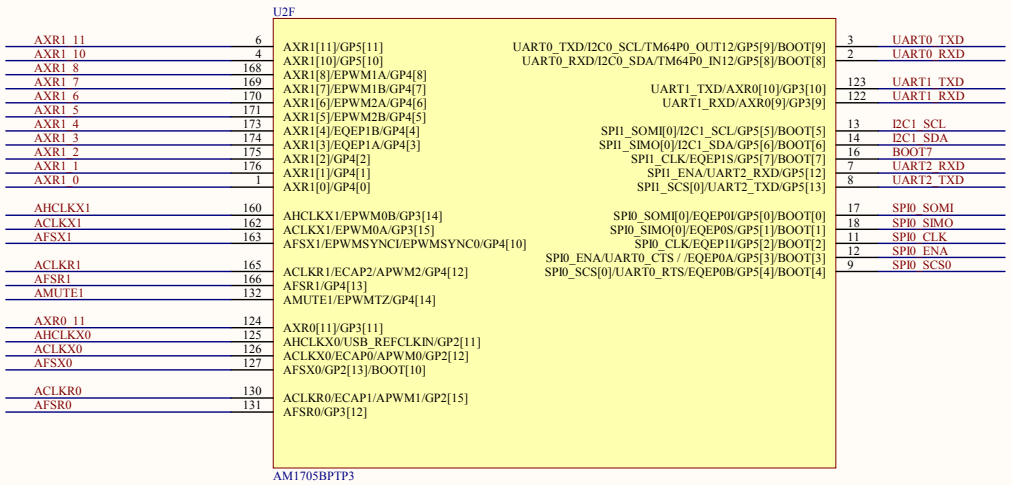 U2F
AXR1_11 6 AXR1[11]/GP5[11] UART0_TXD/I2C0_SCL/TM64P0_OUT12/GP5[9]/BOOT[9] 3 UART0_TXD
AXR1_10 4 AXR1[10]/GP5[10] UART0_RXD/I2C0_SDA/TM64P0_IN12/GP5[8]/BOOT[8] 2 UART0_RXD
AXR1_8 168 AXR1[8]/EPWM1A/GP4[8]
AXR1_7 169 AXR1[7]/EPWM1B/GP4[7] UART1_TXD/AXR0[10]/GP3[10] 123 UART1_TXD
AXR1_6 170 AXR1[6]/EPWM2A/GP4[6] UART1_RXD/AXR0[9]/GP3[9] 122 UART1_RXD
AXR1_5 171 AXR1[5]/EPWM2B/GP4[5]
AXR1_4 173 AXR1[4]/EQEP1B/GP4[4] SPI1_SOMI[0]/I2C1_SCL/GP5[5]/BOOT[5] 13 I2C1_SCL
AXR1_3 174 AXR1[3]/EQEP1A/GP4[3] SPI1_SIMO[0]/I2C1_SDA/GP5[6]/BOOT[6] 14 I2C1_SDA
AXR1_2 175 AXR1[2]/GP4[2] SPI1_CLK/EQEP1S/GP5[7]/BOOT[7] 16 BOOT7
AXR1_1 176 AXR1[1]/GP4[1] SPI1_ENA/UART2_RXD/GP5[12] 7 UART2_RXD
AXR1_0 1 AXR1[0]/GP4[0] SPI1_SCS[0]/UART2_TXD/GP5[13] 8 UART2_TXD
AHCLKX1 160 AHCLKX1/EPWM0B/GP3[14] SPI0_SOMI[0]/EQEP0I/GP5[0]/BOOT[0] 17 SPI0_SOMI
ACLKX1 162 ACLKX1/EPWM0A/GP3[15] SPI0_SIMO[0]/EQEP0S/GP5[1]/BOOT[1] 18 SPI0_SIMO
AFSX1 163 AFSX1/EPWMSYNCI/EPWMSYNC0/GP4[10] SPI0_CLK/EQEP1I/GP5[2]/BOOT[2] 11 SPI0_CLK
SPI0_ENA/UART0_CTS / /EQEP0A/GP5[3]/BOOT[3] 12 SPI0_ENA
ACLKR1 165 ACLKR1/ECAP2/APWM2/GP4[12] SPI0_SCS[0]/UART0_RTS/EQEP0B/GP5[4]/BOOT[4] 9 SPI0_SCS0
AFSR1 166 AFSR1/GP4[13]
AMUTE1 132 AMUTE1/EPWMTZ/GP4[14]
AXR0_11 124 AXR0[11]/GP3[11]
AHCLKX0 125 AHCLKX0/USB_REFCLKIN/GP2[11]
ACLKX0 126 ACLKX0/ECAP0/APWM0/GP2[12]
AFSX0 127 AFSX0/GP2[13]/BOOT[10]
ACLKR0 130 ACLKR0/ECAP1/APWM1/GP2[15]
AFSR0 131 AFSR0/GP3[12]
AM1705BPTP3